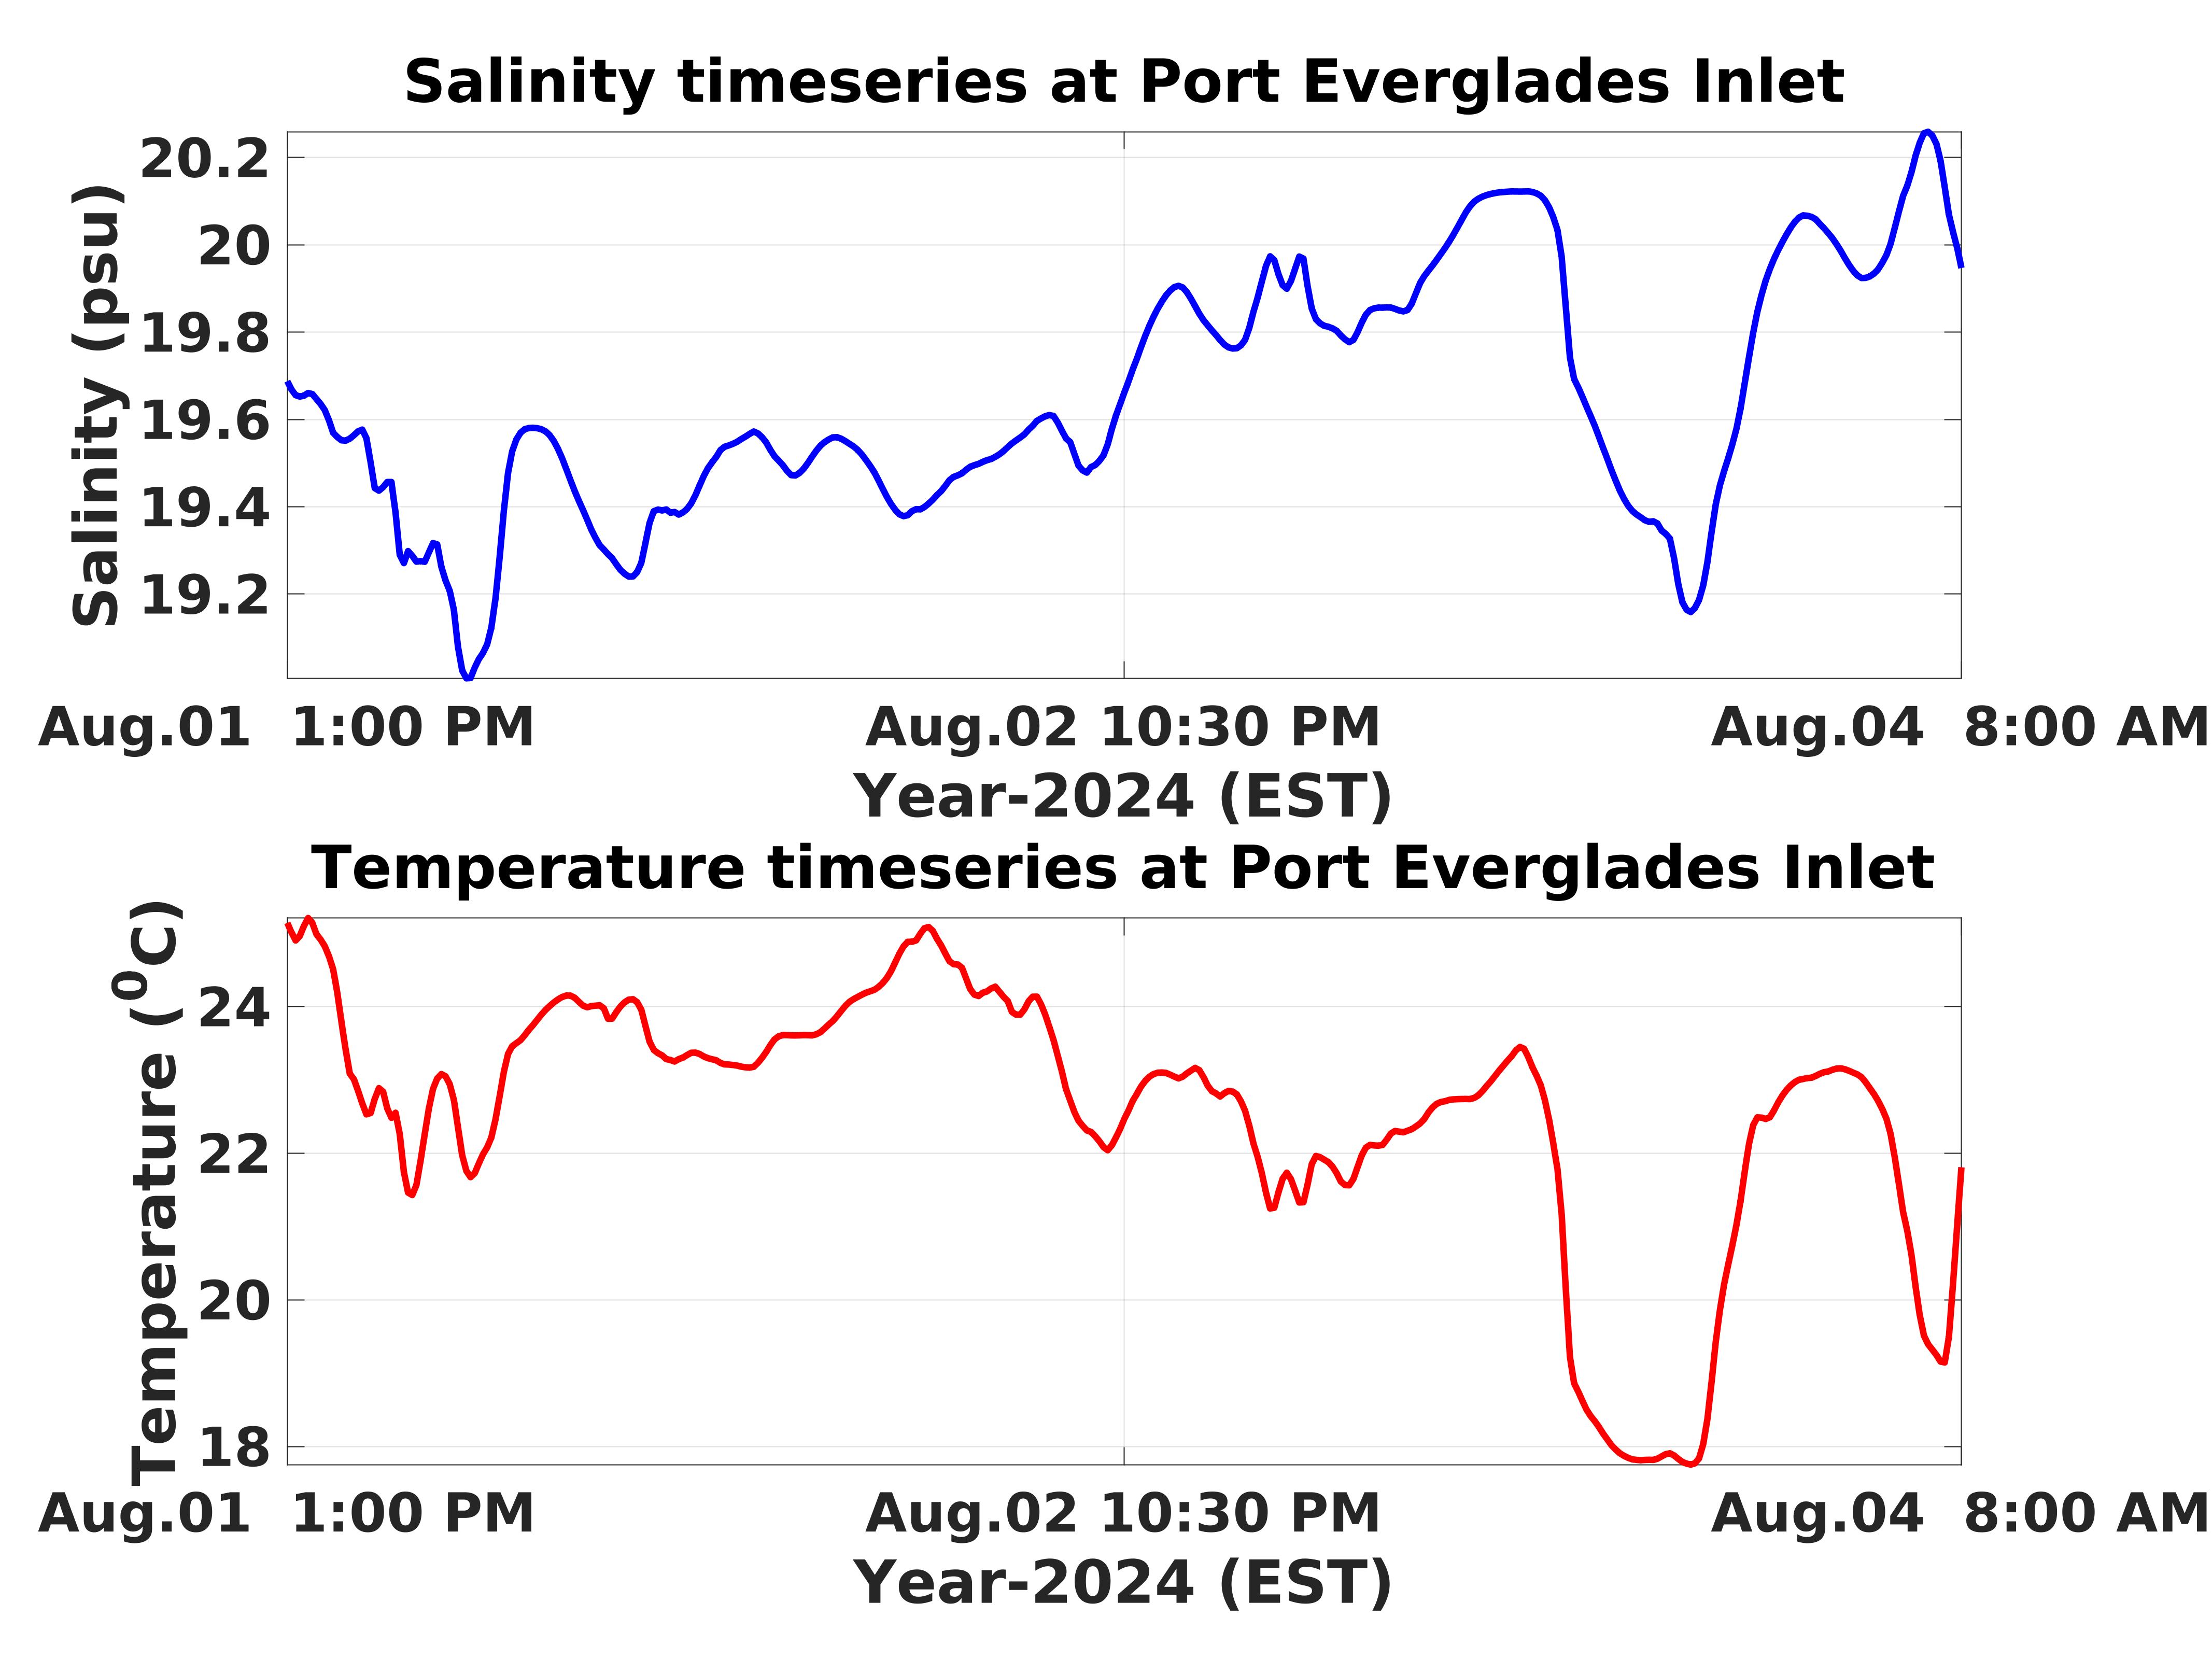 Salinity timeseries at Port Everglades Inlet
Salinity (psu)
20.2
20
19.8
19.6
19.4
19.2
Aug.01  1:00 PM
Aug.02 10:30 PM
Aug.04  8:00 AM
Year-2024 (EST)
Temperature timeseries at Port Everglades Inlet
Temperature (⁰C)
24
22
20
18
Aug.01  1:00 PM
Aug.02 10:30 PM
Aug.04  8:00 AM
Year-2024 (EST)